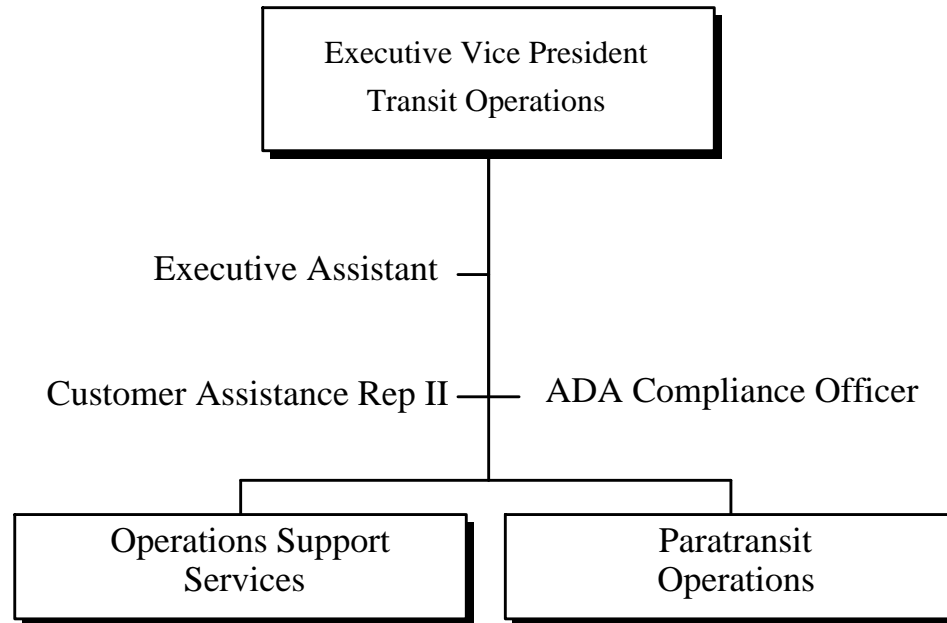 Executive Vice President
Transit Operations
Executive Assistant
Customer Assistance Rep II
ADA Compliance Officer
Operations Support
Services
Paratransit
Operations